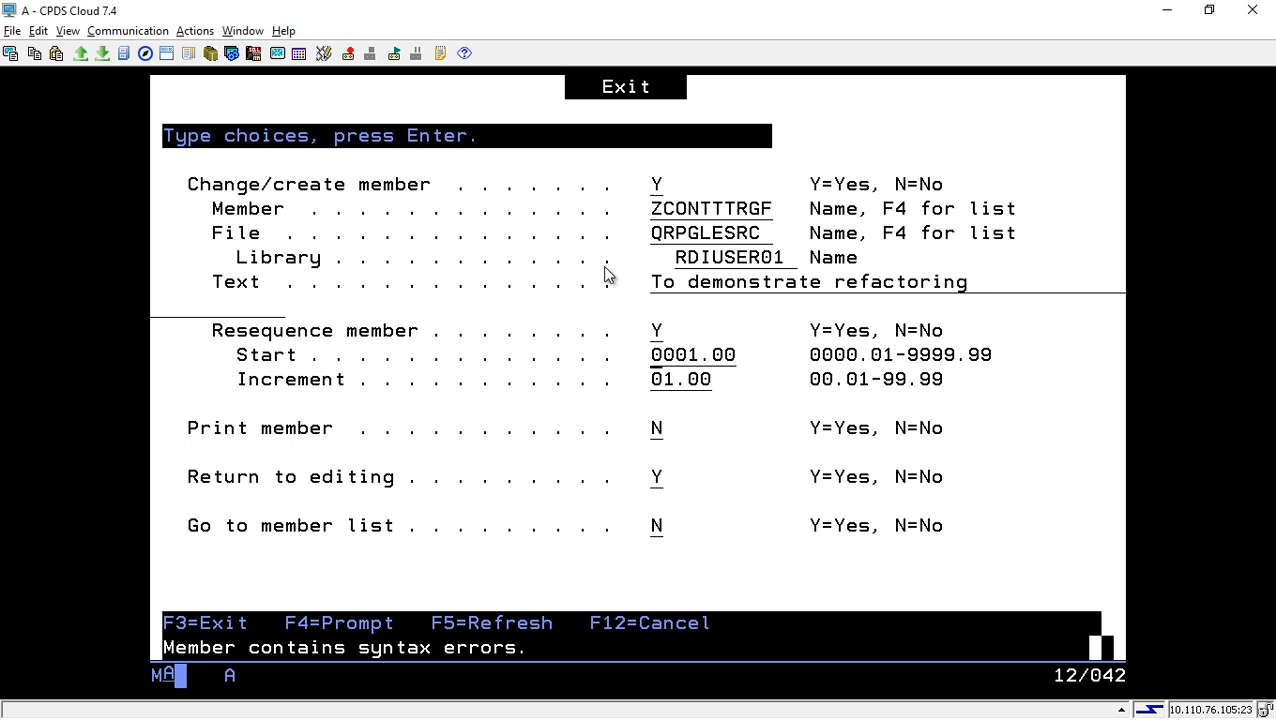 A - CPDS Cloud 7.4
File Edit View Communication Actions Window Help
Exit
Type choices, press Enter.
Change/create member . . . . . . . Y Y=Yes, N=No
Member . . . . . . . . . . . . . ZCONTTTRGF Name, F4 for list
File . . . . . . . . . . . . . . QRPGLESRC Name, F4 for list
Library . . . . . . . . . . . . RDIUSER01 Name
Text . . . . . . . . . . . . . . To demonstrate refactoring
Resequence member . . . . . . . . Y Y=Yes, N=No
Start . . . . . . . . . . . . . 0001.00 0000.01-9999.99
Increment . . . . . . . . . . . 01.00 00.01-99.99
Print member . . . . . . . . . . . N Y=Yes, N=No
Return to editing . . . . . . . . . Y Y=Yes, N=No
Go to member list . . . . . . . . . N Y=Yes, N=No
F3=Exit F4=Prompt F5=Refresh F12=Cancel
Member contains syntax errors.
MA A 12/042
10.110.76.105:23